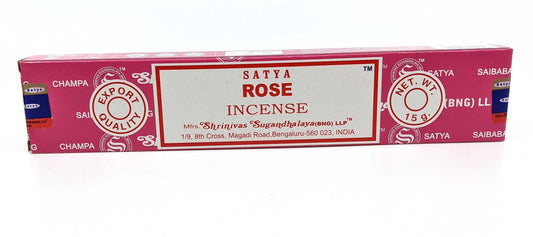 CHAMPA
EXPORT
QUALITY
SATYA
ROSE
INCENSE
Mfrs. Shrinivas Sugandhalaya (BNG) LLP™
1/9, 8th Cross, Magadi Road, Bengaluru-560 023, INDIA
™
NET. WT
15 g.
CHAMPA
SATYA
SAIBABA
(BNG) LLP
SATYA
SAIBABA